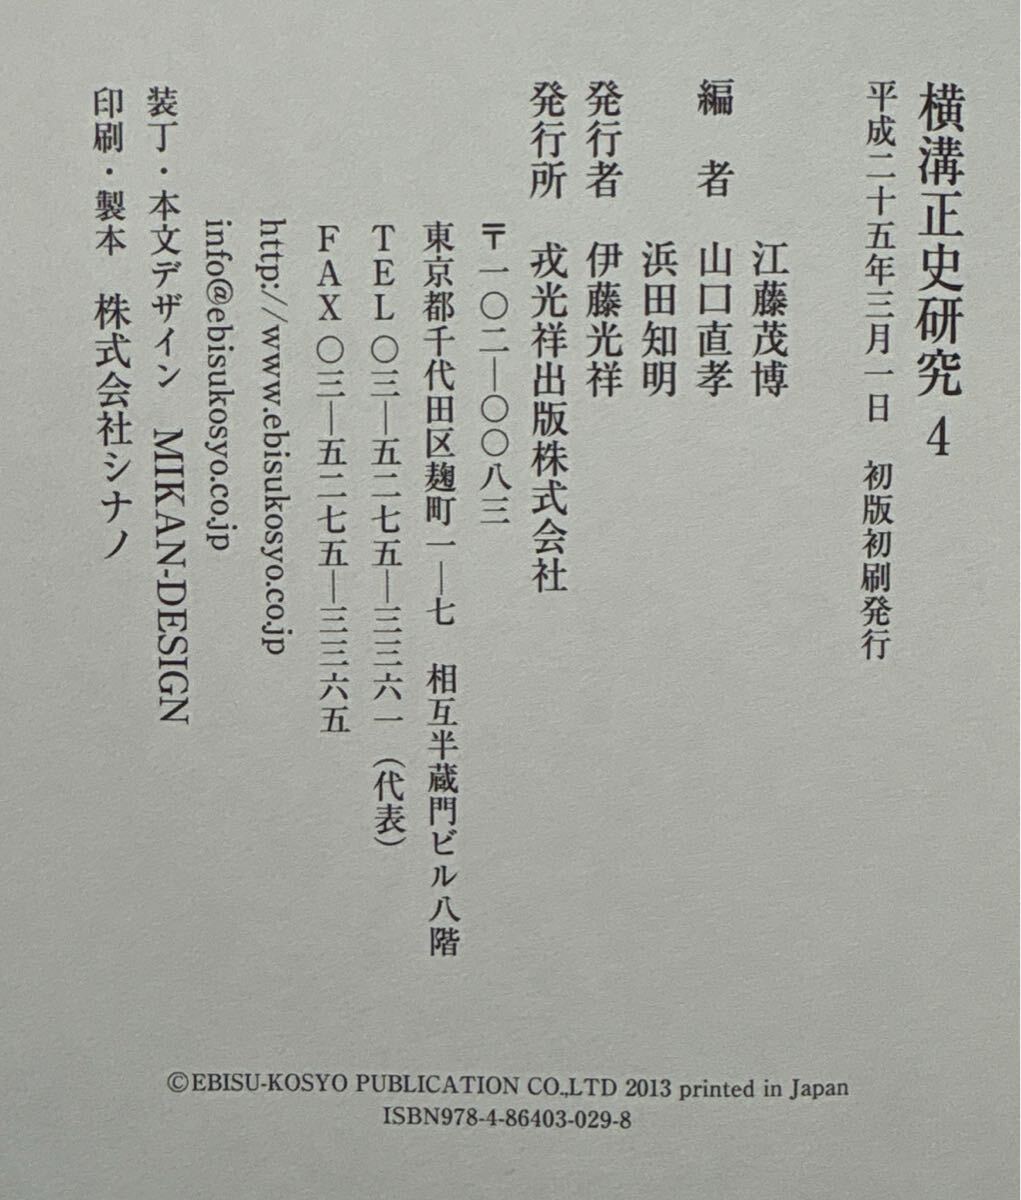 横溝正史研究 4
平成二十五年三月一日　初版初刷発行
江藤茂博
編　者　山口直孝
浜田知明
発行者　伊藤光祥
発行所　戎光祥出版株式会社
〒一〇二―〇〇八三
東京都千代田区麹町一―七　相互半蔵門ビル八階
TEL〇三―五二七五―三三六一（代表）
FAX〇三―五二七五―三三六五
http://www.ebisukosyo.co.jp
info@ebisukosyo.co.jp
装丁・本文デザイン　MIKAN-DESIGN
印刷・製本　株式会社シナノ
©EBISU-KOSYO PUBLICATION CO.,LTD 2013 printed in Japan
ISBN978-4-86403-029-8